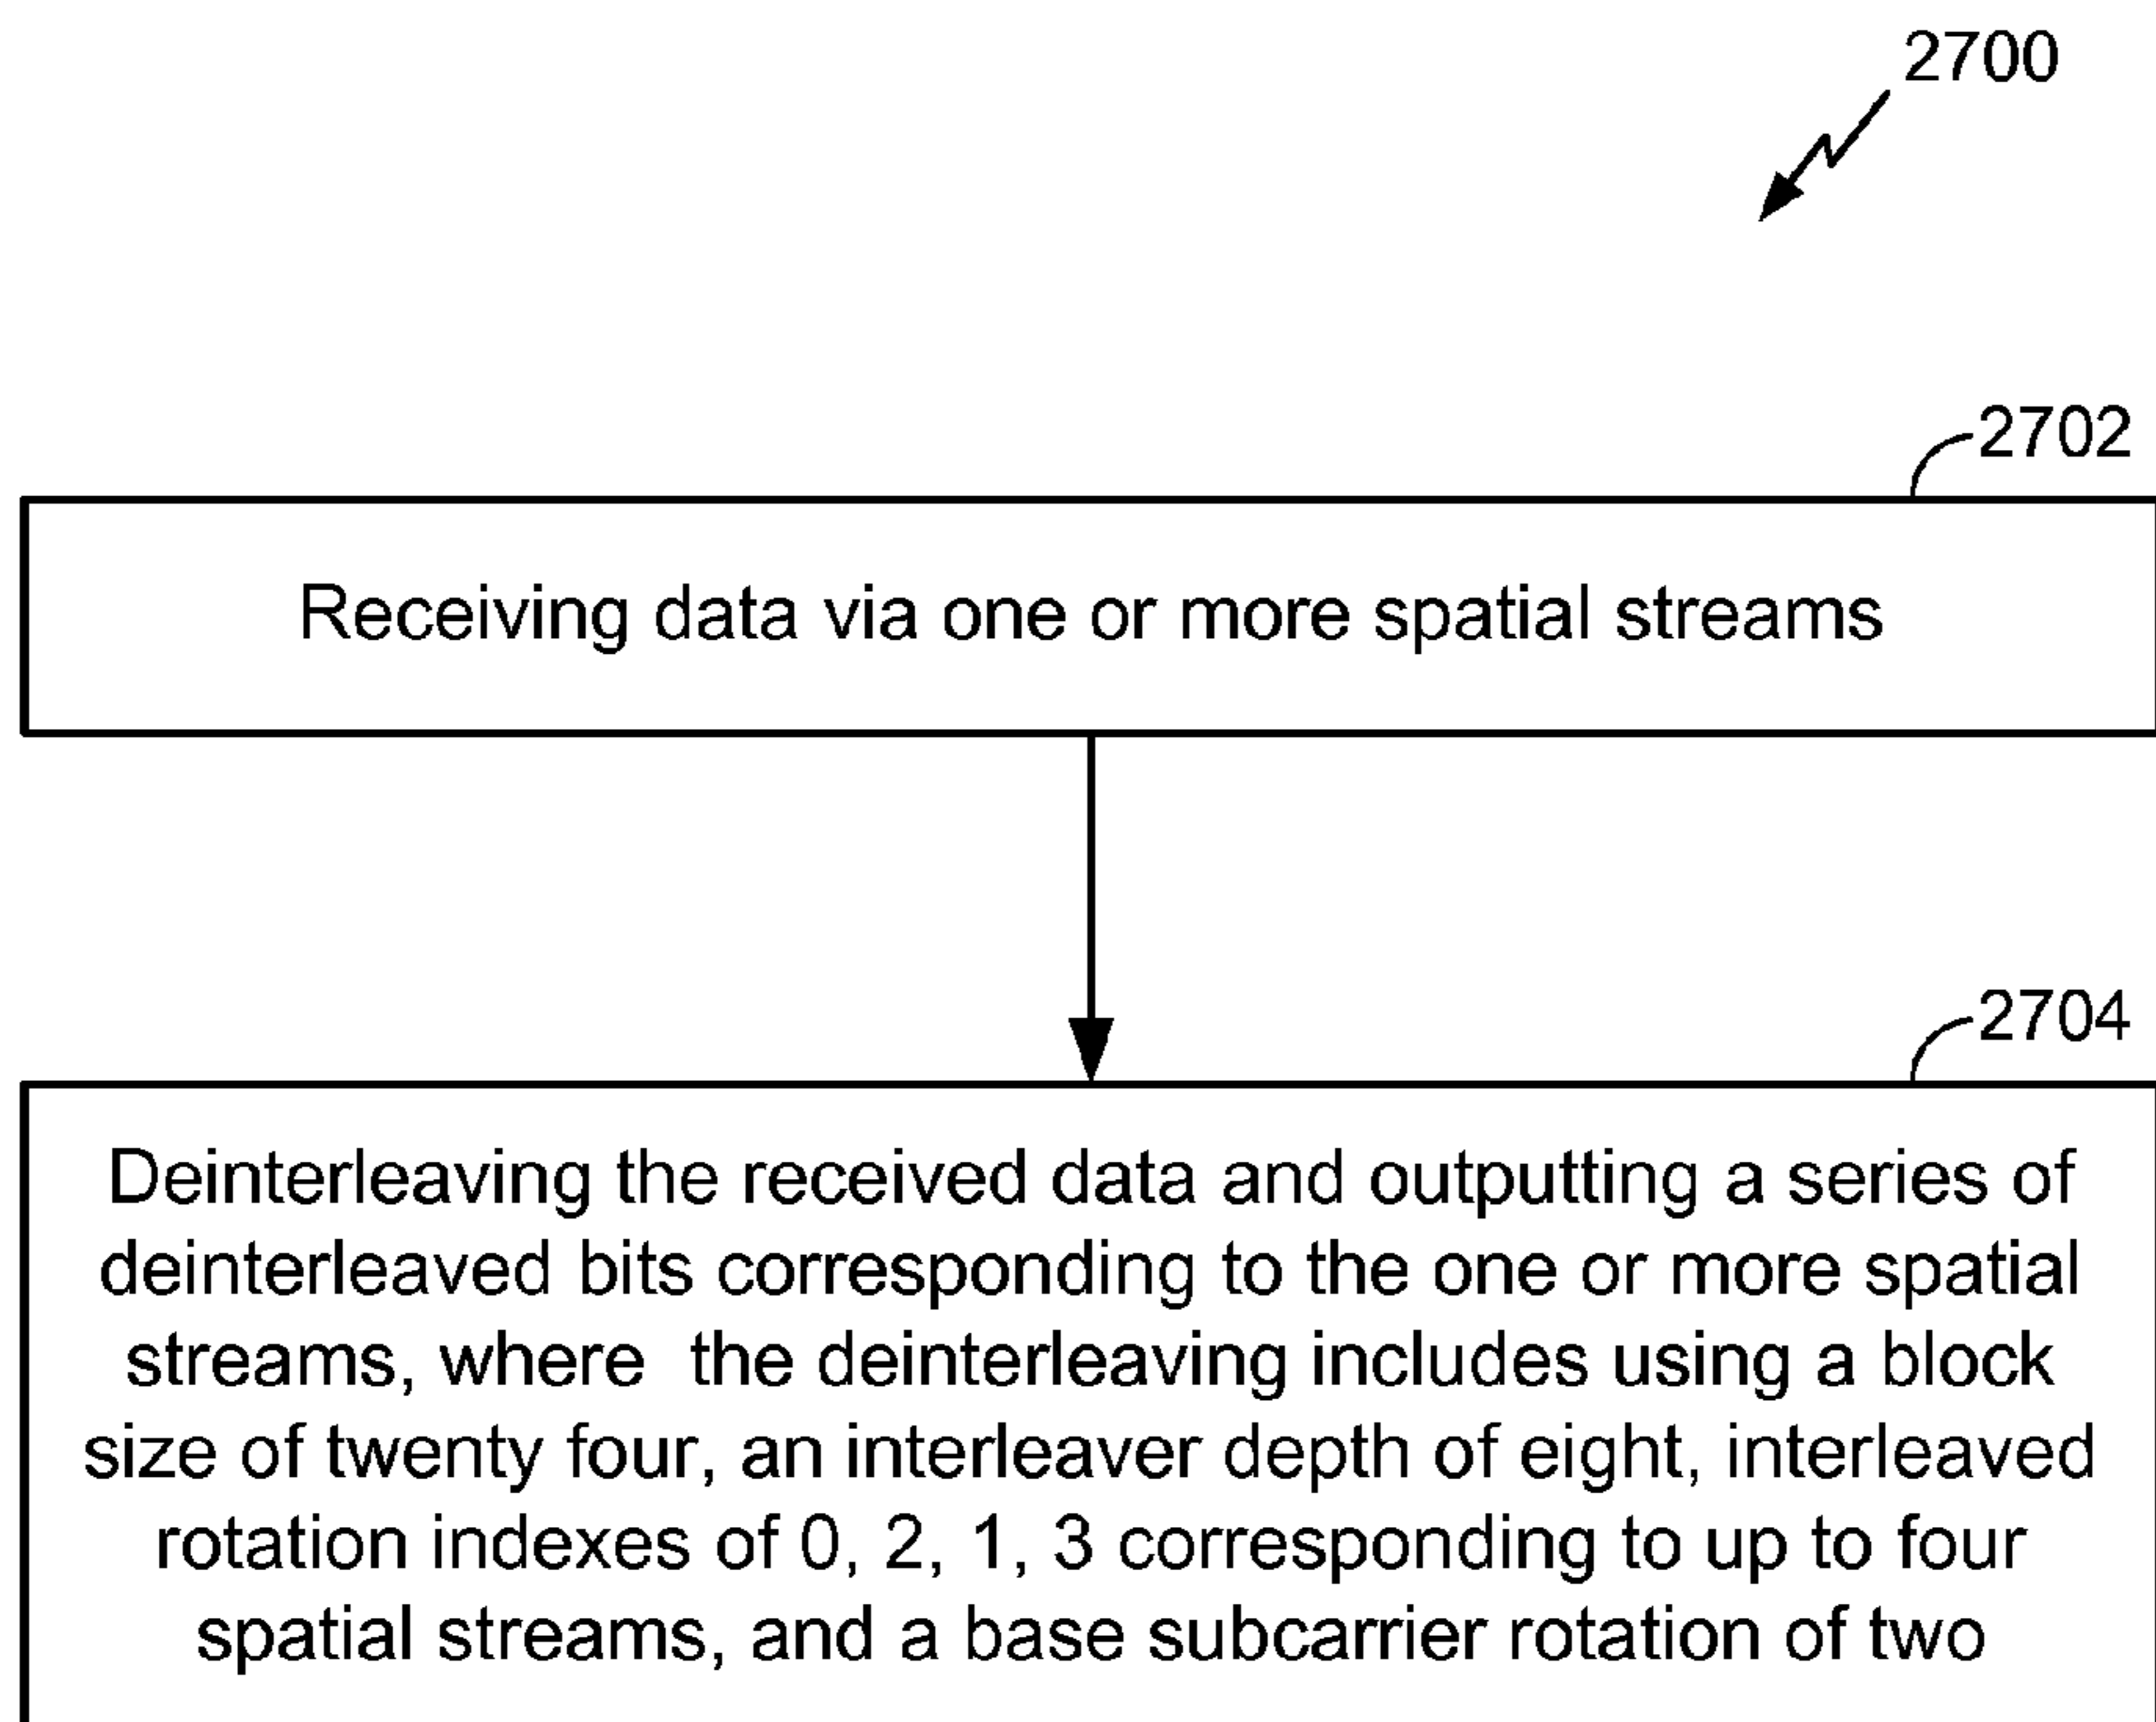 2700
2702
Receiving data via one or more spatial streams
2704
Deinterleaving the received data and outputting a series of
deinterleaved bits corresponding to the one or more spatial
streams, where the deinterleaving includes using a block
size of twenty four, an interleaver depth of eight, interleaved
rotation indexes of 0, 2, 1, 3 corresponding to up to four
spatial streams, and a base subcarrier rotation of two